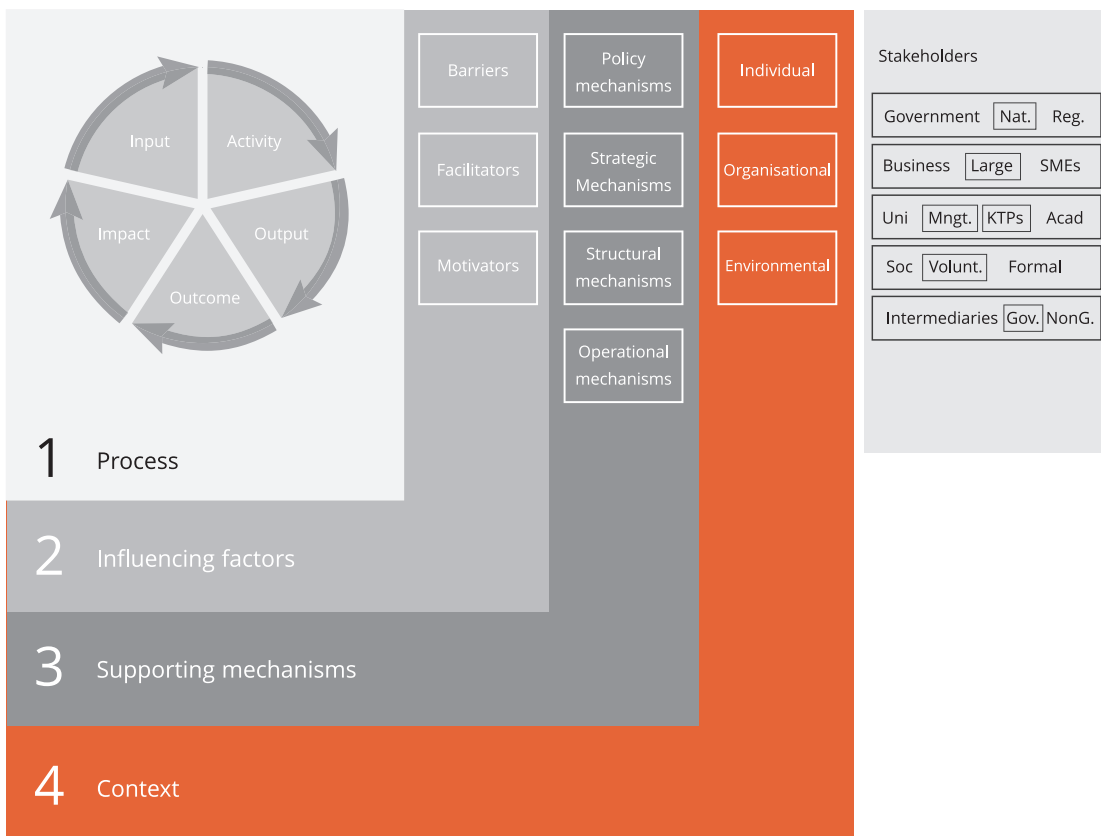 Input
Activity
Output
Outcome
Impact
1 Process
Barriers
Facilitators
Motivators
2 Influencing factors
Policy
mechanisms
Strategic
Mechanisms
Structural
mechanisms
Operational
mechanisms
3 Supporting mechanisms
Individual
Organisational
Environmental
4 Context
Stakeholders
Government Nat. Reg.
Business Large SMEs
Uni Mngt. KTPs Acad
Soc Volunt. Formal
Intermediaries Gov. NonG.